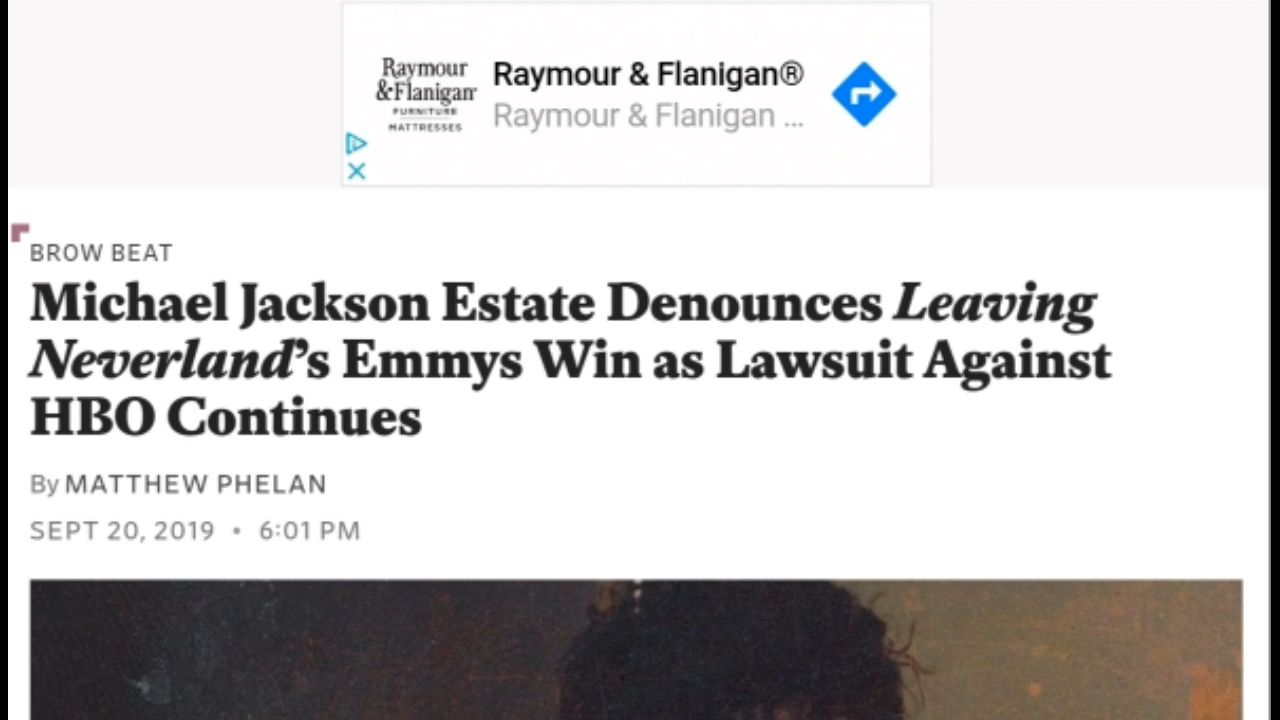 Raymour
&Flanigan
FURNITURE
MATTRESSES
Raymour & Flanigan®
Raymour & Flanigan ...
BROW BEAT
Michael Jackson Estate Denounces Leaving
Neverland’s Emmys Win as Lawsuit Against
HBO Continues
By MATTHEW PHELAN
SEPT 20, 2019 • 6:01 PM